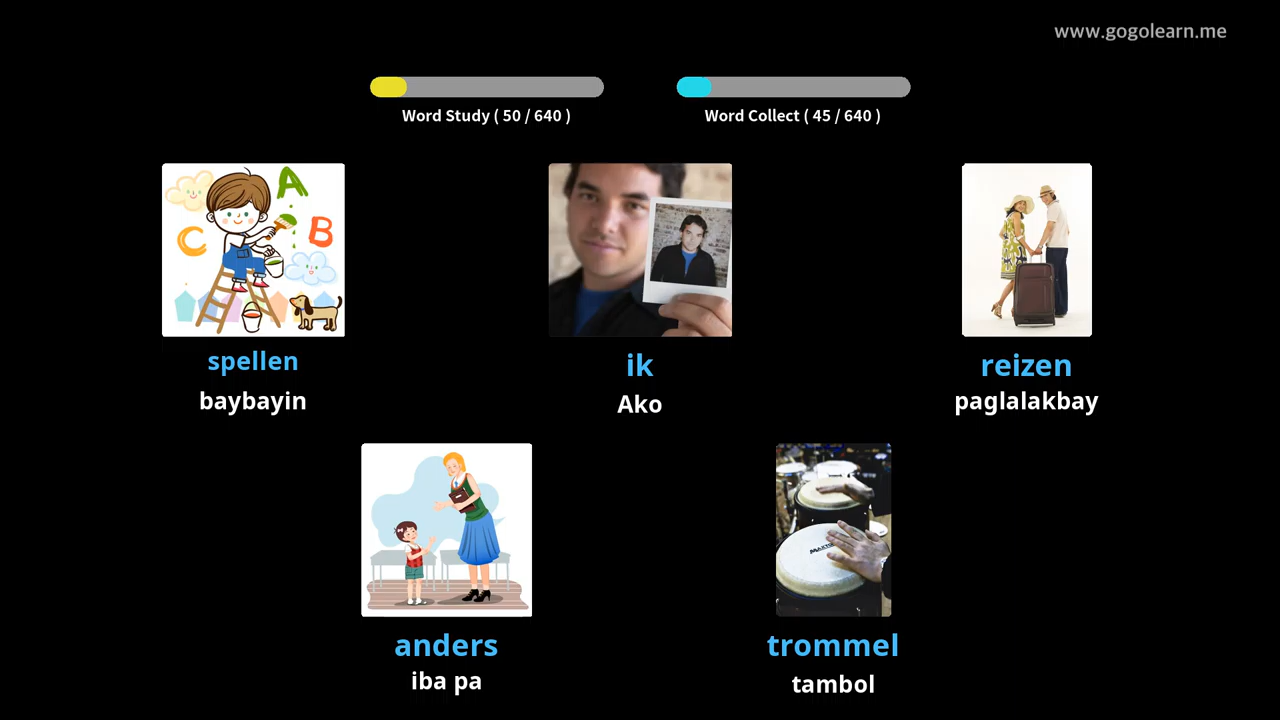 www.gogolearn.me
Word Study ( 50 / 640 )
Word Collect ( 45 / 640 )
A
B
C
spellen
baybayin
ik
Ako
reizen
paglalakbay
anders
iba pa
trommel
tambol